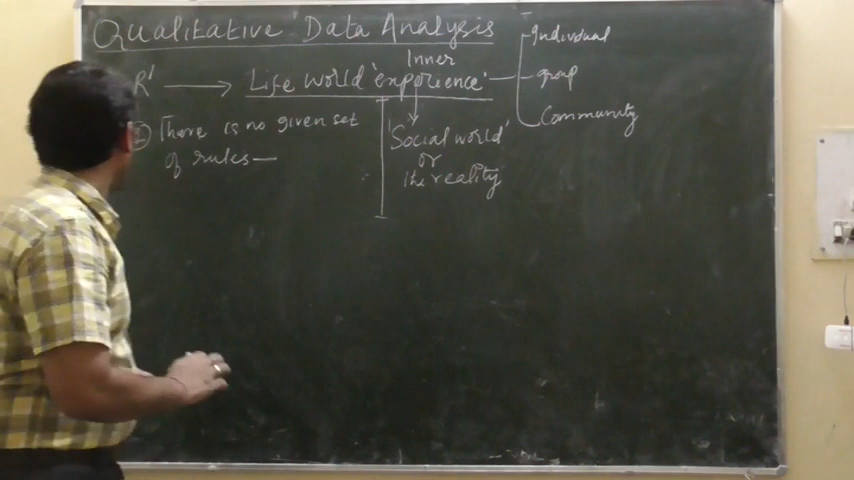 Qualitative Data Analysis
Inner
R' → Life world 'experience'
Individual
group
Community
There is no given set
of rules —
'Social world'
or
the reality